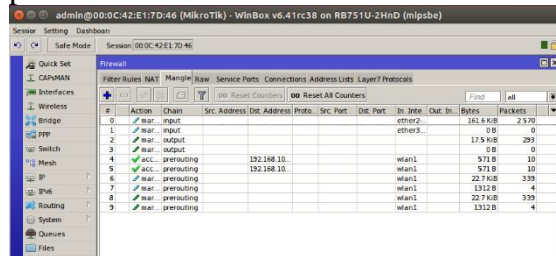 admin@00:0C:42:E1:7D:46 (MikroTik) - WinBox v6.41rc38 on RB751U-2HnD (mipsbe)
Session Setting Dashboard
Safe Mode Session 00:0C:42:E1:7D:46
Quick Set
CAPsMAN
Interfaces
Wireless
Bridge
PPP
Switch
Mesh
IP
IPv6
Routing
System
Queues
Files
Firewall
Filter Rules NAT Mangle Raw Service Ports Connections Address Lists Layer7 Protocols
00 Reset Counters 00 Reset All Counters Find all
# Action Chain Src. Address Dst. Address Proto... Src. Port Dst. Port In. Inte... Out. In... Bytes Packets
0 mar... input ether2-... 161.6 KiB 2 570
1 mar... input ether3... 0 B 0
2 mar... output 17.5 KiB 293
3 mar... output 0 B 0
4 acc... prerouting 192.168.10... wlan1 571 B 10
5 acc... prerouting 192.168.10... wlan1 571 B 10
6 mar... prerouting wlan1 22.7 KiB 339
7 mar... prerouting wlan1 1312 B 4
8 mar... prerouting wlan1 22.7 KiB 339
9 mar... prerouting wlan1 1312 B 4